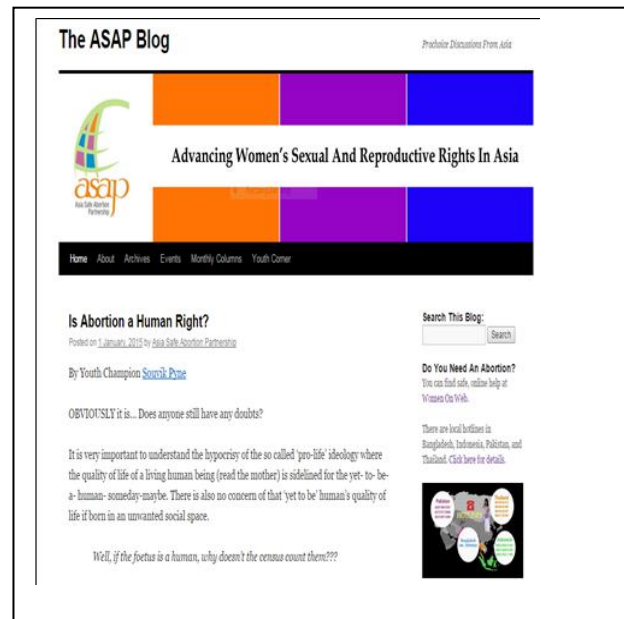 The ASAP Blog
Prochoice Discussions From Asia
asap
Asia Safe Abortion
Partnership
Advancing Women's Sexual And Reproductive Rights In Asia
Home About Archives Events Monthly Columns Youth Corner
Is Abortion a Human Right?
Posted on 1 January, 2015 by Asia Safe Abortion Partnership
By Youth Champion Souvik Pyne
OBVIOUSLY it is... Does anyone still have any doubts?
It is very important to understand the hypocrisy of the so called 'pro-life' ideology where
the quality of life of a living human being (read the mother) is sidelined for the yet- to- be-
a- human- someday-maybe. There is also no concern of that 'yet to be' human's quality of
life if born in an unwanted social space.
Well, if the foetus is a human, why doesn't the census count them???
Search This Blog:
Search
Do You Need An Abortion?
You can find safe, online help at
Women On Web.
There are local hotlines in
Bangladesh, Indonesia, Pakistan, and
Thailand. Click here for details.